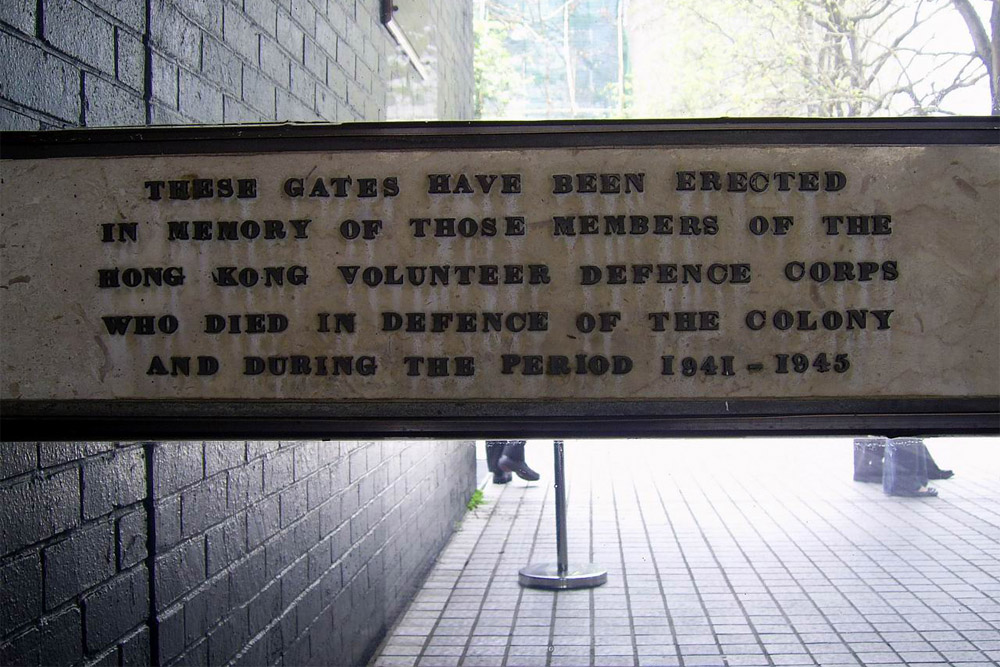 THESE GATES HAVE BEEN ERECTED
IN MEMORY OF THOSE MEMBERS OF THE
HONG KONG VOLUNTEER DEFENCE CORPS
WHO DIED IN DEFENCE OF THE COLONY
AND DURING THE PERIOD 1941-1945